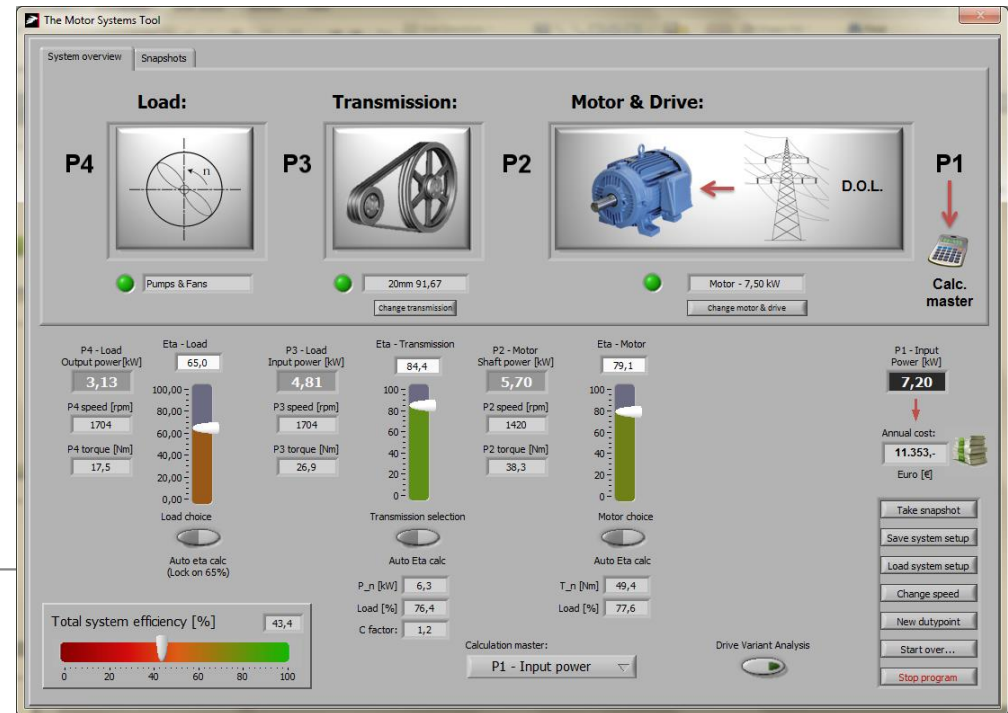 The Motor Systems Tool
System overview
Snapshots
Load:
Transmission:
Motor & Drive:
P4
n
P3
P2
D.O.L.
P1
Pumps & Fans
20mm 91,67
Change transmission
Motor - 7,50 kW
Change motor & drive
Calc.
master
P4 - Load
Output power[kW]
3,13
P4 speed [rpm]
1704
P4 torque [Nm]
17,5
Eta - Load
65,0
100,00
80,00
60,00
40,00
20,00
0,00
Load choice
Auto eta calc
(Lock on 65%)
P3 - Load
Input power [kW]
4,81
P3 speed [rpm]
1704
P3 torque [Nm]
26,9
Eta - Transmission
84,4
100
80
60
40
20
0
Transmission selection
Auto Eta calc
P_n [kW] 6,3
Load [%] 76,4
C factor: 1,2
P2 - Motor
Shaft power [kW]
5,70
P2 speed [rpm]
1420
P2 torque [Nm]
38,3
Eta - Motor
79,1
100
80
60
40
20
0
Motor choice
Auto Eta calc
T_n [Nm] 49,4
Load [%] 77,6
P1 - Input
Power [kW]
7,20
Annual cost:
11.353,-
Euro [€]
Take snapshot
Save system setup
Load system setup
Change speed
New dutypoint
Start over...
Stop program
Total system efficiency [%] 43,4
0 20 40 60 80 100
Calculation master:
P1 - Input power
Drive Variant Analysis